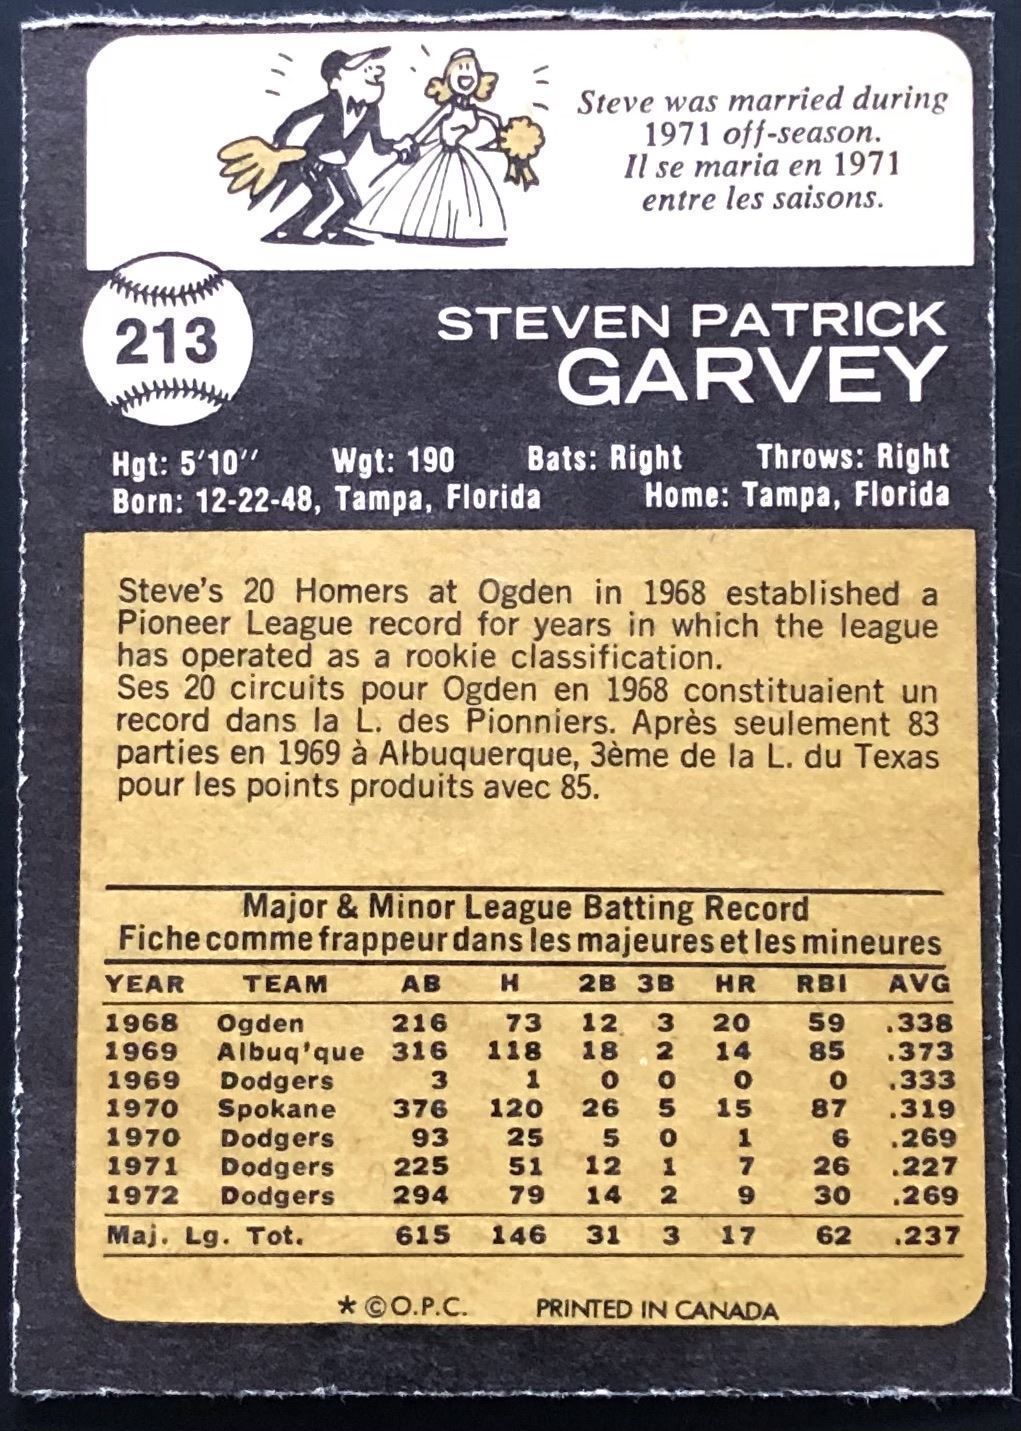 Steve was married during
1971 off-season.
Il se maria en 1971
entre les saisons.
213
STEVEN PATRICK
GARVEY
Hgt: 5'10" Wgt: 190 Bats: Right Throws: Right
Born: 12-22-48, Tampa, Florida Home: Tampa, Florida
Steve's 20 Homers at Ogden in 1968 established a
Pioneer League record for years in which the league
has operated as a rookie classification.
Ses 20 circuits pour Ogden en 1968 constituaient un
record dans la L. des Pionniers. Après seulement 83
parties en 1969 à Albuquerque, 3ème de la L. du Texas
pour les points produits avec 85.
Major & Minor League Batting Record
Fiche comme frappeur dans les majeures et les mineures
YEAR TEAM AB H 2B 3B HR RBI AVG
1968 Ogden 216 73 12 3 20 59 .338
1969 Albuq'que 316 118 18 2 14 85 .373
1969 Dodgers 3 1 0 0 0 0 .333
1970 Spokane 376 120 26 5 15 87 .319
1970 Dodgers 93 25 5 0 1 6 .269
1971 Dodgers 225 51 12 1 7 26 .227
1972 Dodgers 294 79 14 2 9 30 .269
Maj. Lg. Tot. 615 146 31 3 17 62 .237
* © O.P.C. PRINTED IN CANADA